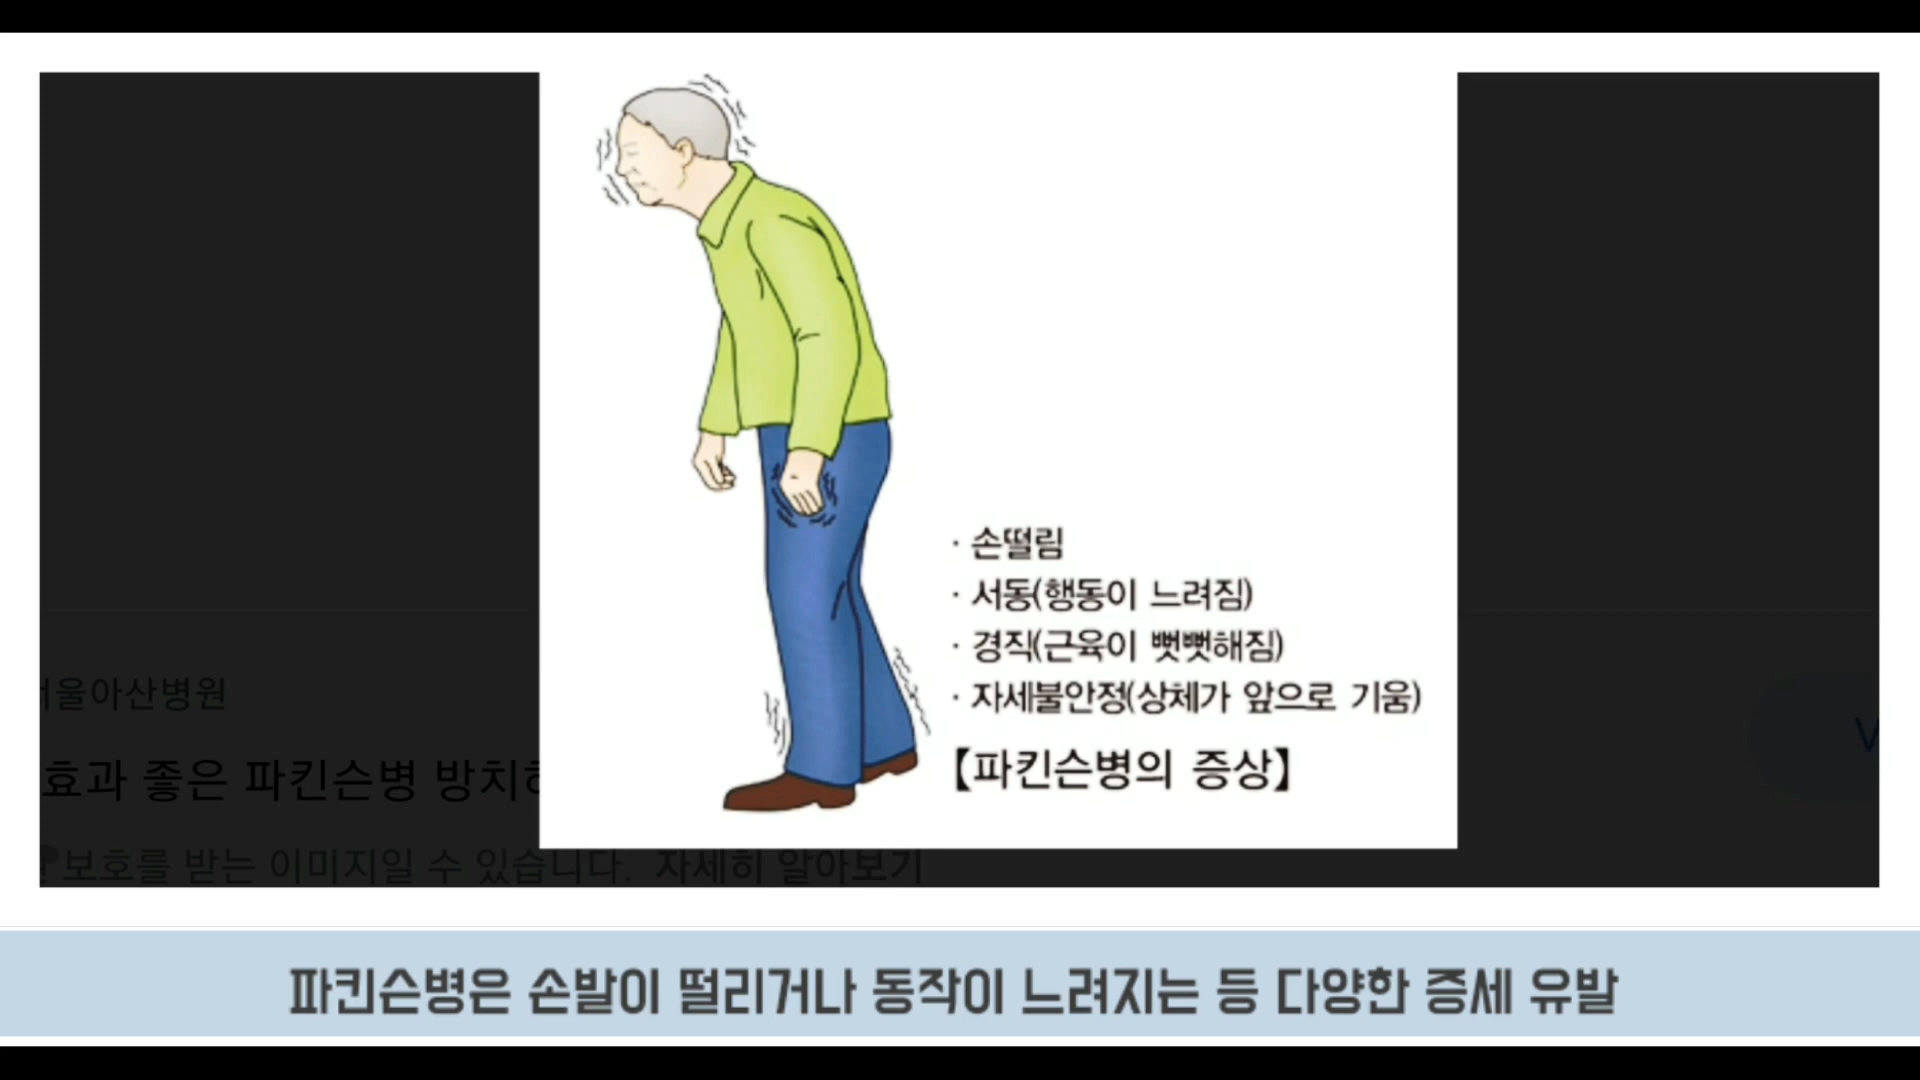 · 손떨림
· 서동(행동이 느려짐)
· 경직(근육이 뻣뻣해짐)
· 자세불안정(상체가 앞으로 기움)
【파킨슨병의 증상】
서울아산병원
효과 좋은 파킨슨병 방치
보호를 받는 이미지일 수 있습니다. 자세히 알아보기
파킨슨병은 손발이 떨리거나 동작이 느려지는 등 다양한 증세 유발